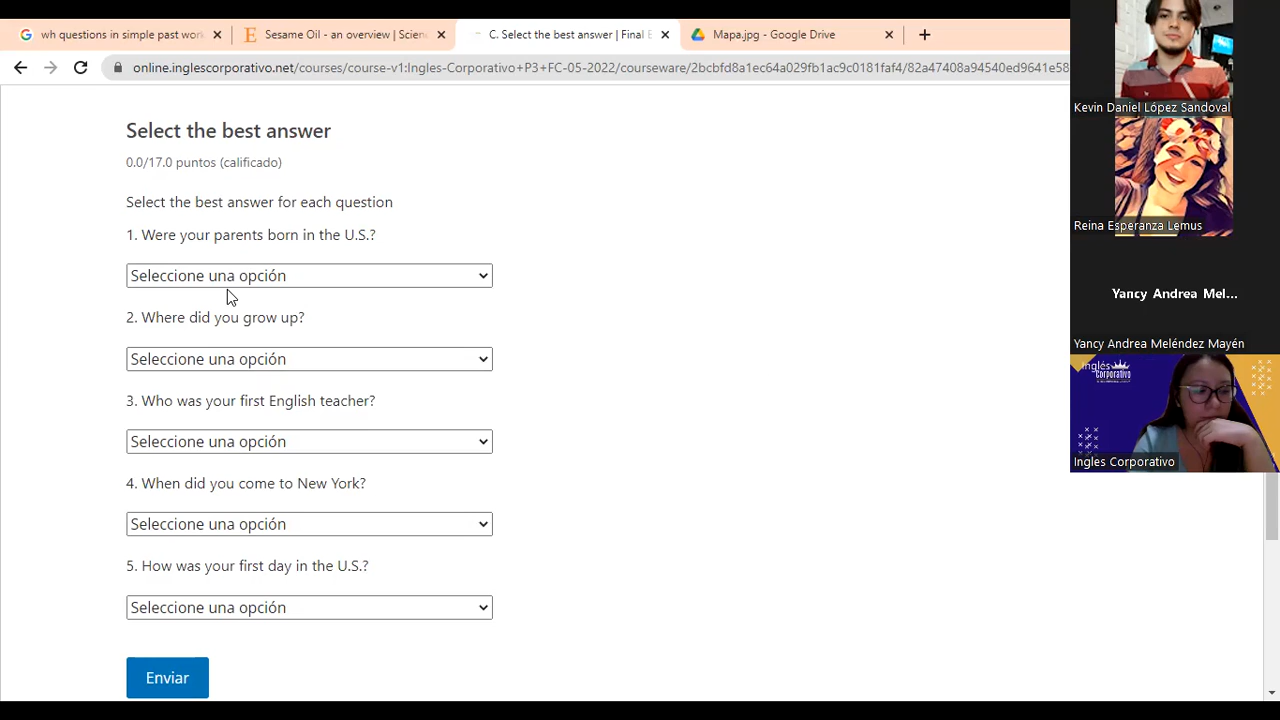 wh questions in simple past work
Sesame Oil - an overview | Scien
C. Select the best answer | Final E
Mapa.jpg - Google Drive
online.inglescorporativo.net/courses/course-v1:Ingles-Corporativo+P3+FC-05-2022/courseware/2bcbfd8a1ec64a029fb1ac9c0181faf4/82a47408a94540ed9641e58
Select the best answer
0.0/17.0 puntos (calificado)
Select the best answer for each question
1. Were your parents born in the U.S.?
Seleccione una opción
2. Where did you grow up?
Seleccione una opción
3. Who was your first English teacher?
Seleccione una opción
4. When did you come to New York?
Seleccione una opción
5. How was your first day in the U.S.?
Seleccione una opción
Enviar
Kevin Daniel López Sandoval
Reina Esperanza Lemus
Yancy Andrea Mel...
Yancy Andrea Meléndez Mayén
inglés
corporativo
Ingles Corporativo